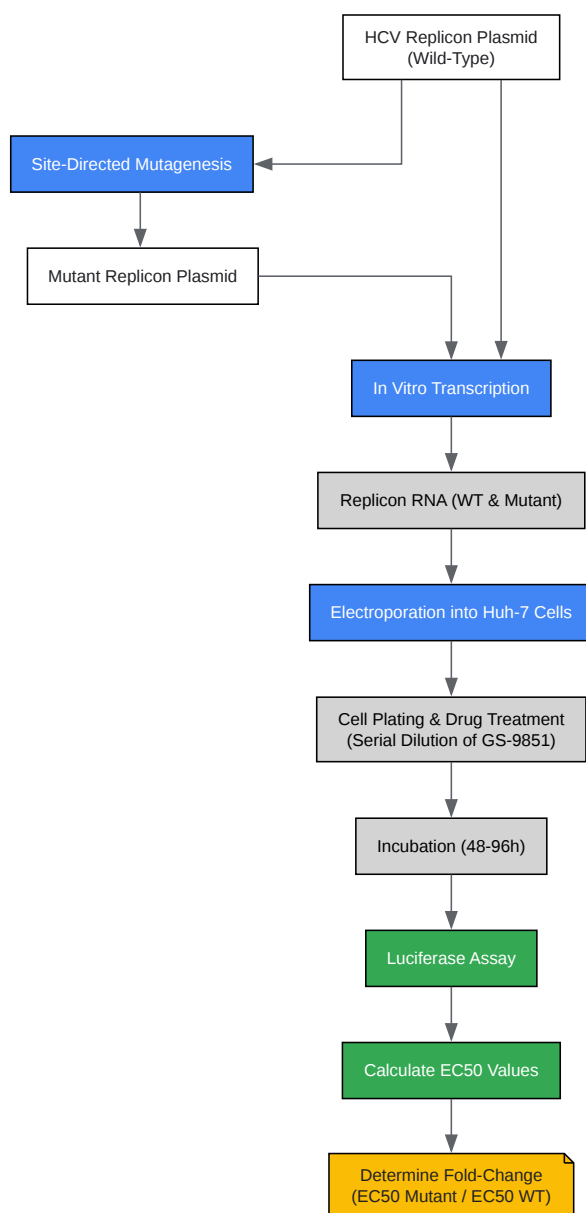 HCV Replicon Plasmid
(Wild-Type)
Site-Directed Mutagenesis
Mutant Replicon Plasmid
In Vitro Transcription
Replicon RNA (WT & Mutant)
Electroporation into Huh-7 Cells
Cell Plating & Drug Treatment
(Serial Dilution of GS-9851)
Incubation (48-96h)
Luciferase Assay
Calculate EC50 Values
Determine Fold-Change
(EC50 Mutant / EC50 WT)